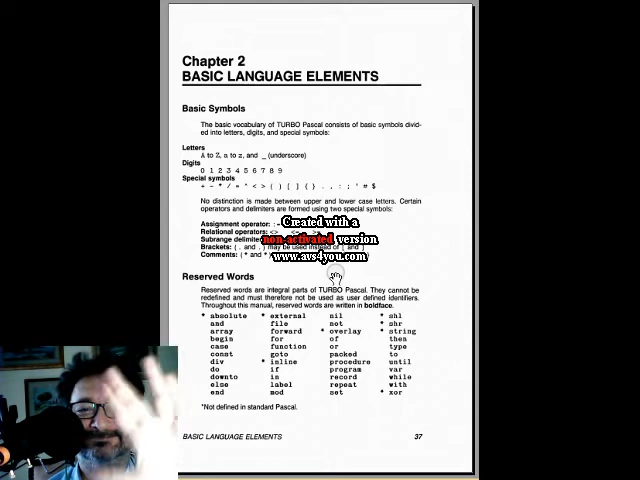 Chapter 2
BASIC LANGUAGE ELEMENTS
Basic Symbols
The basic vocabulary of TURBO Pascal consists of basic symbols divid-
ed into letters, digits, and special symbols:
Letters
A to Z, a to z, and _ (underscore)
Digits
0 1 2 3 4 5 6 7 8 9
Special symbols
+ - * / = ^ < > ( ) [ ] { } . , : ; ' # $
No distinction is made between upper and lower case letters. Certain
operators and delimiters are formed using two special symbols:
Created with a
Assignment operator: :
Relational operators: <>
non-activated version
Brackets: (. and .) may be used instead of [ and ]
www.avs4you.com
Comments: (* and *)
Reserved Words
Reserved words are integral parts of TURBO Pascal. They cannot be
redefined and must therefore not be used as user defined identifiers.
Throughout this manual, reserved words are written in boldface.
* absolute * external nil * shl
and file not * shr
array forward * overlay * string
begin for of then
case function or type
const goto packed to
div * inline procedure until
do if program var
downto in record while
else label repeat with
end mod set * xor
*Not defined in standard Pascal.
BASIC LANGUAGE ELEMENTS 37